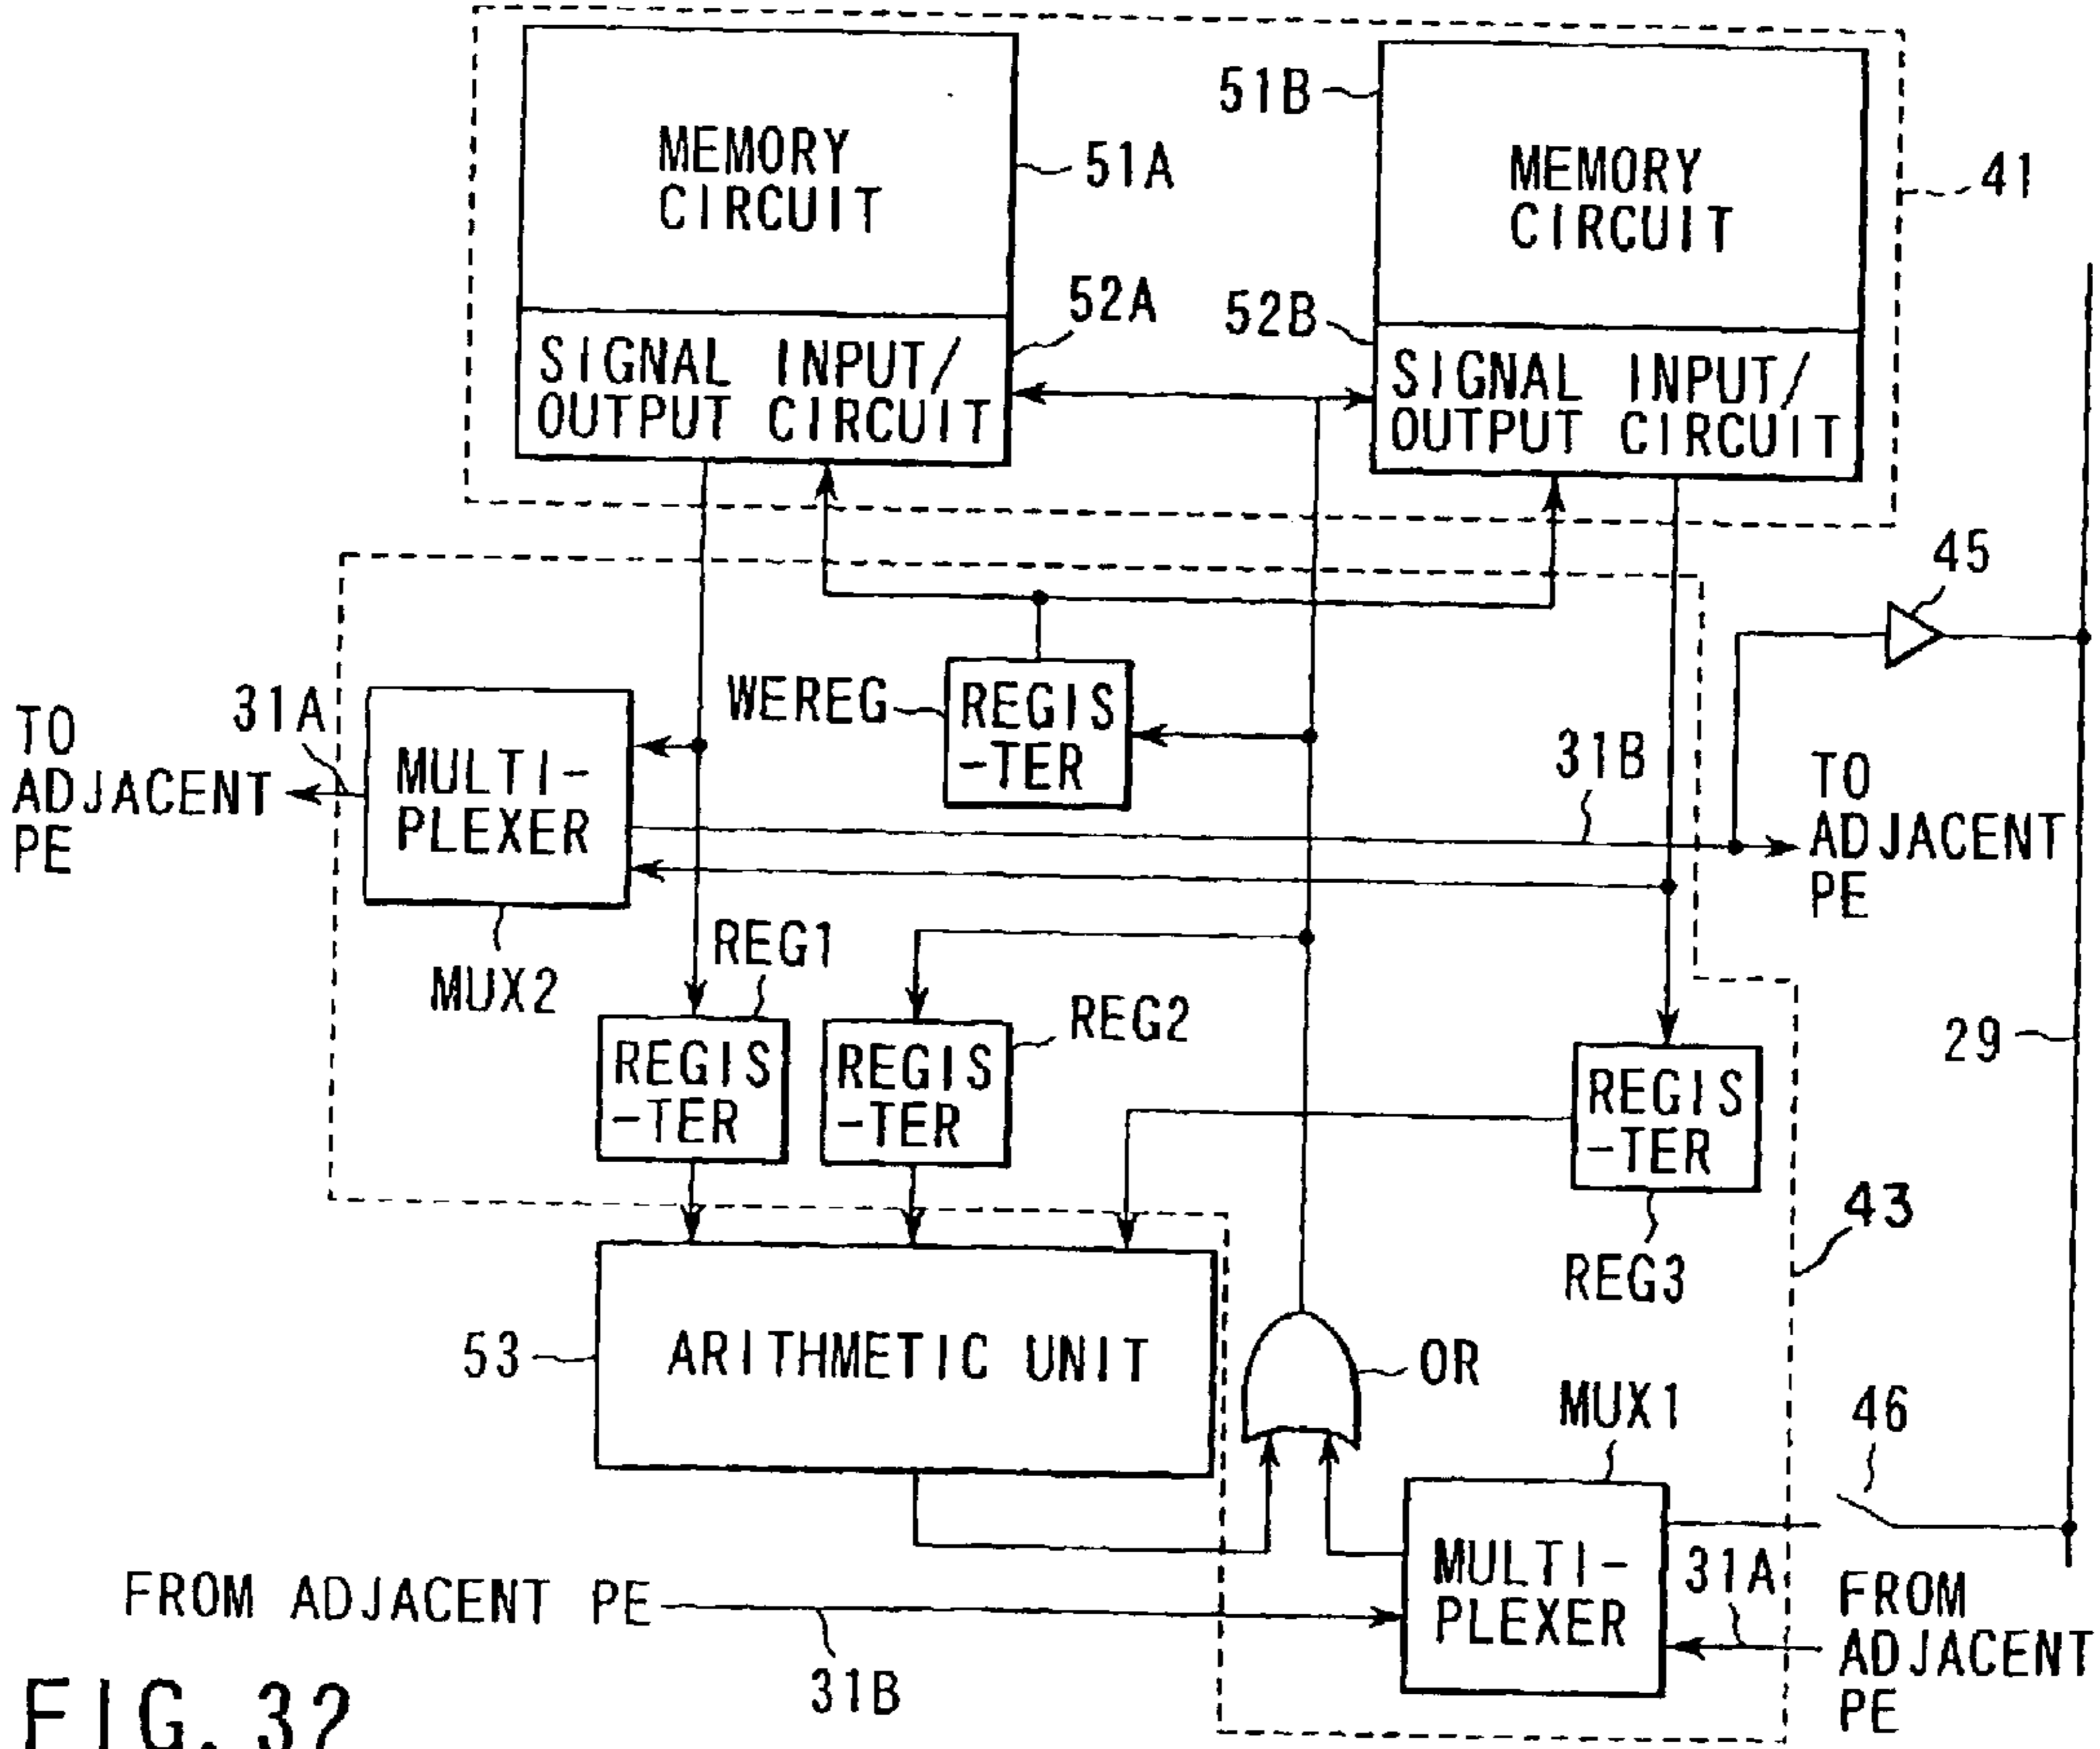 MEMORY
CIRCUIT
51A
51B
MEMORY
CIRCUIT
41
SIGNAL INPUT/
OUTPUT CIRCUIT
52A
52B
SIGNAL INPUT/
OUTPUT CIRCUIT
45
WEREG
REGIS
-TER
31A
TO
ADJACENT
PE
MULTI-
PLEXER
MUX2
31B
TO
ADJACENT
PE
REG1
REGIS
-TER
REG2
REGIS
-TER
29
REGIS
-TER
REG3
43
53
ARITHMETIC UNIT
OR
MUX1
46
MULTI-
PLEXER
31A
FROM
ADJACENT
PE
FROM ADJACENT PE
31B
FIG. 32